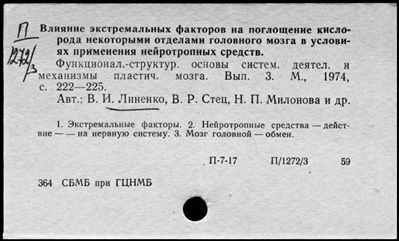 П
1272/3
Влияние экстремальных факторов на поглощение кисло-
рода некоторыми отделами головного мозга в услови-
ях применения нейротропных средств.
Функционал.-структур. основы систем. деятел. и
механизмы пластич. мозга. Вып. 3. М., 1974,
с. 222—225.
Авт.: В. И. Линенко, В. Р. Стец, Н. П. Милонова и др.
1. Экстремальные факторы. 2. Нейротропные средства — дейст-
вие — — на нервную систему. 3. Мозг головной — обмен.
П-7-17 П/1272/3 59
364 СБМБ при ГЦНМБ